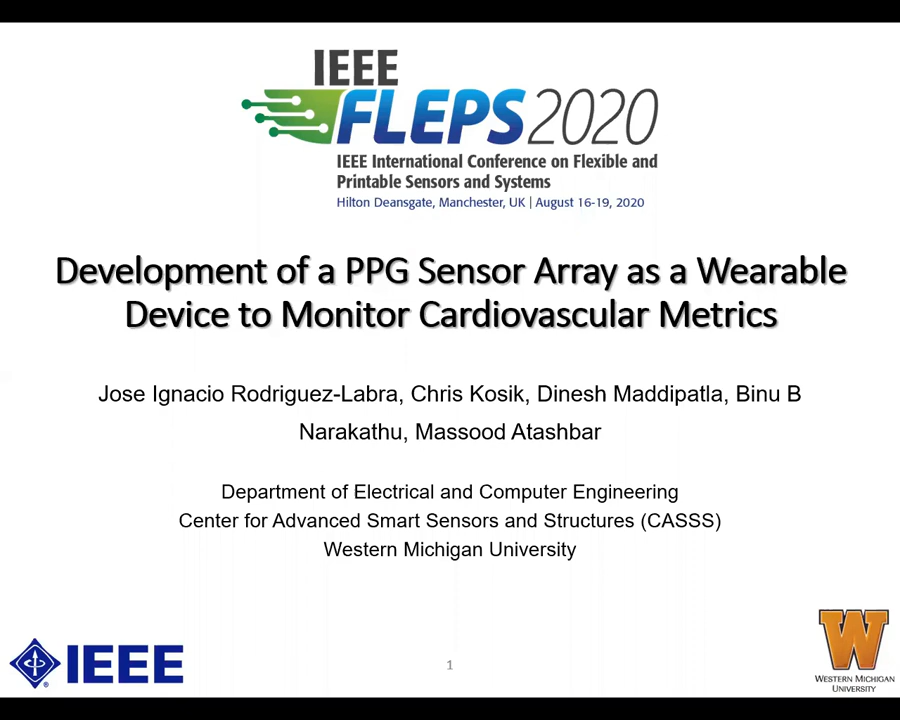 IEEE
FLEPS 2020
IEEE International Conference on Flexible and
Printable Sensors and Systems
Hilton Deansgate, Manchester, UK | August 16-19, 2020
Development of a PPG Sensor Array as a Wearable
Device to Monitor Cardiovascular Metrics
Jose Ignacio Rodriguez-Labra, Chris Kosik, Dinesh Maddipatla, Binu B
Narakathu, Massood Atashbar
Department of Electrical and Computer Engineering
Center for Advanced Smart Sensors and Structures (CASSS)
Western Michigan University
IEEE
®
1
W
WESTERN MICHIGAN
UNIVERSITY